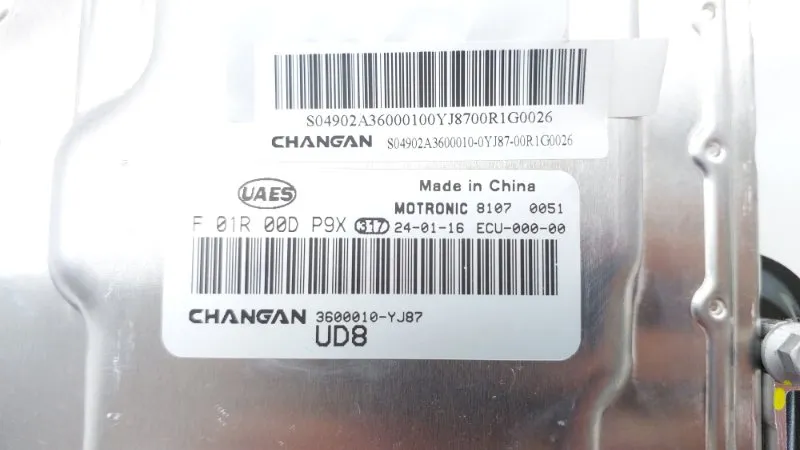 S04902A36000100YJ8700R1G0026
CHANGAN S04902A3600010-0YJ87-00R1G0026
UAES Made in China
MOTRONIC 8107 0051
F 01R 00D P9X 317 24-01-16 ECU-000-00
CHANGAN 3600010-YJ87
UD8